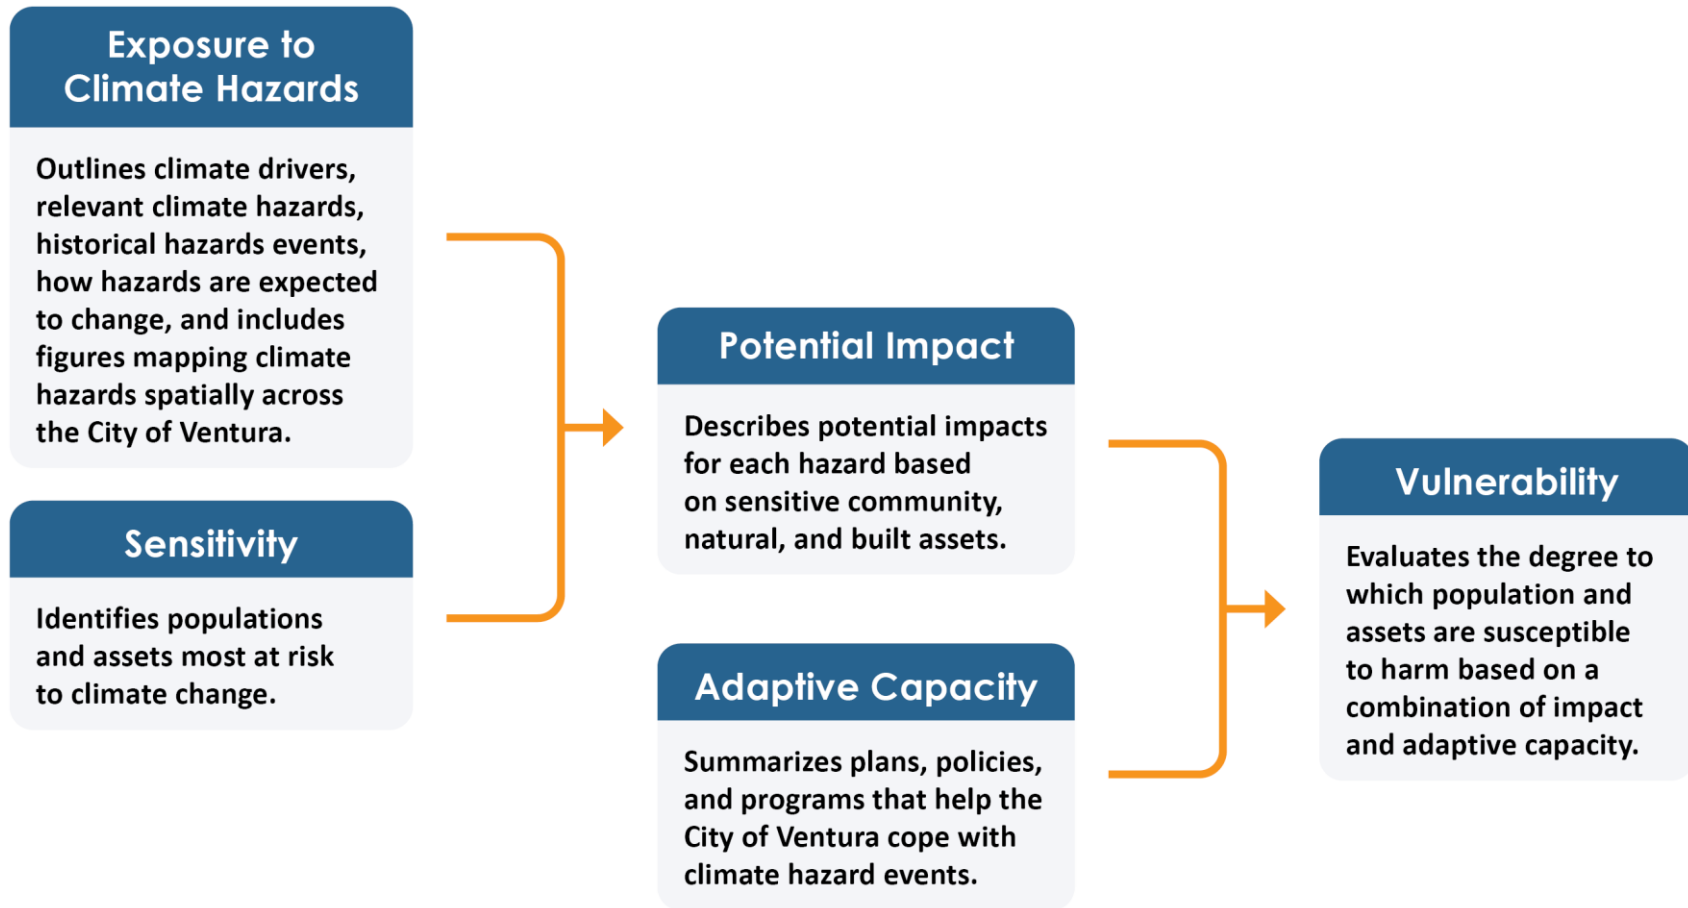 Exposure to
Climate Hazards
Outlines climate drivers,
relevant climate hazards,
historical hazards events,
how hazards are expected
to change, and includes
figures mapping climate
hazards spatially across
the City of Ventura.
Sensitivity
Identifies populations
and assets most at risk
to climate change.
Potential Impact
Describes potential impacts
for each hazard based
on sensitive community,
natural, and built assets.
Adaptive Capacity
Summarizes plans, policies,
and programs that help the
City of Ventura cope with
climate hazard events.
Vulnerability
Evaluates the degree to
which population and
assets are susceptible
to harm based on a
combination of impact
and adaptive capacity.